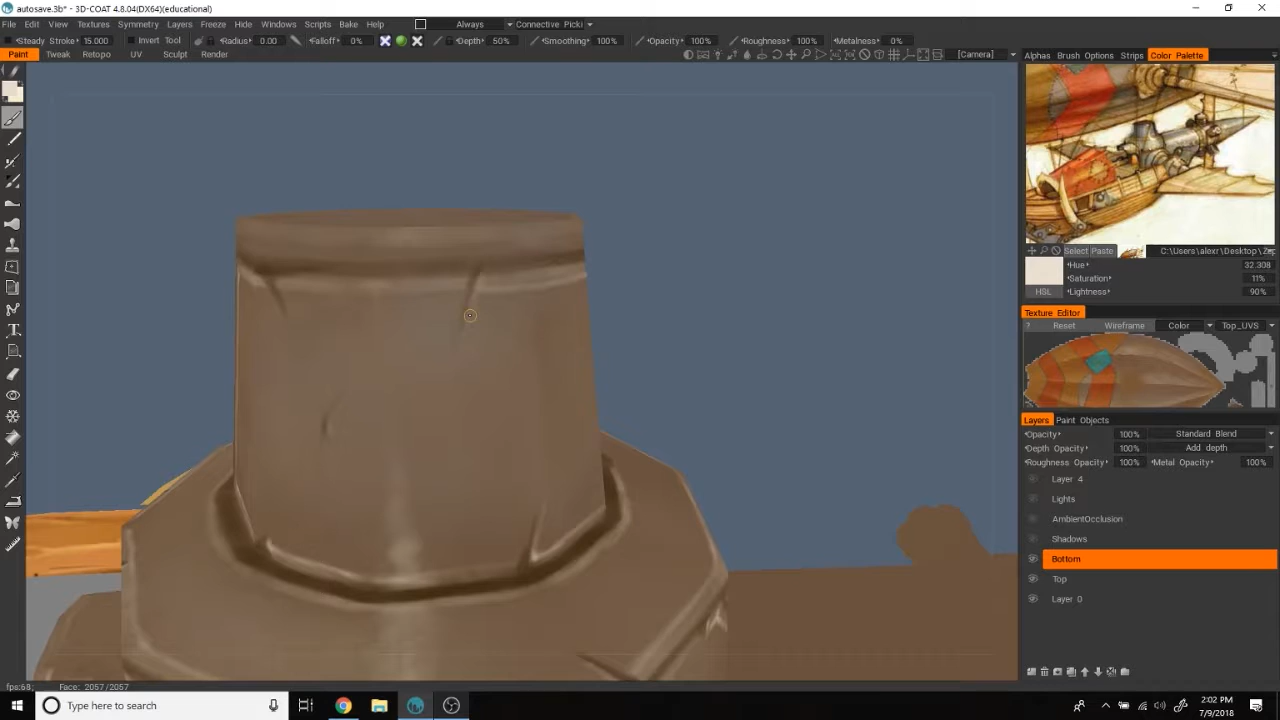 autosave.3b* - 3D-COAT 4.8.04(DX64)(educational)
File Edit View Textures Symmetry Layers Freeze Hide Windows Scripts Bake Help Always Connective Picki
Steady Stroke 15.000 Invert Tool Radius 0.00 Falloff 0% Depth 50% Smoothing 100% Opacity 100% Roughness 100% Metalness 0%
Paint Tweak Retopo UV Sculpt Render [Camera]
Alphas Brush Options Strips Color Palette
Select Paste C:\Users\alexr\Desktop\Zep
Hue 32.308
Saturation 11%
HSL Lightness 90%
Texture Editor
? Reset Wireframe Color Top_UVS
Layers Paint Objects
Opacity 100% Standard Blend
Depth Opacity 100% Add depth
Roughness Opacity 100% Metal Opacity 100%
Layer 4
Lights
AmbientOcclusion
Shadows
Bottom
Top
Layer 0
fps:68; Face: 2057/2057
Type here to search
2:02 PM
7/9/2018